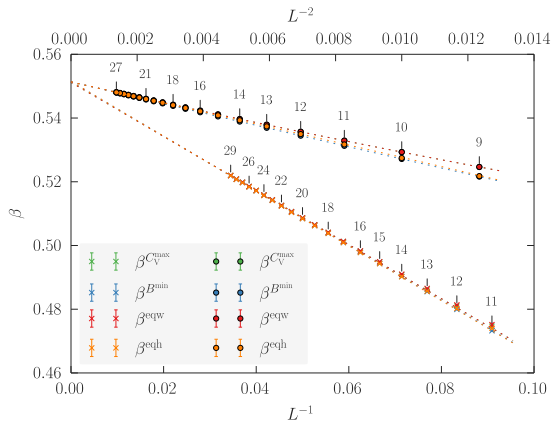 L⁻²
0.000 0.002 0.004 0.006 0.008 0.010 0.012 0.014
0.56
0.54
0.52
0.50
0.48
0.46
β
27 21 18 16 14 13 12 11 10 9
29 26 24 22 20 18 16 15 14 13 12 11
β^{C_V^{max}} β^{C_V^{max}}
β^{B^{min}} β^{B^{min}}
β^{eqw} β^{eqw}
β^{eqh} β^{eqh}
0.00 0.02 0.04 0.06 0.08 0.10
L⁻¹